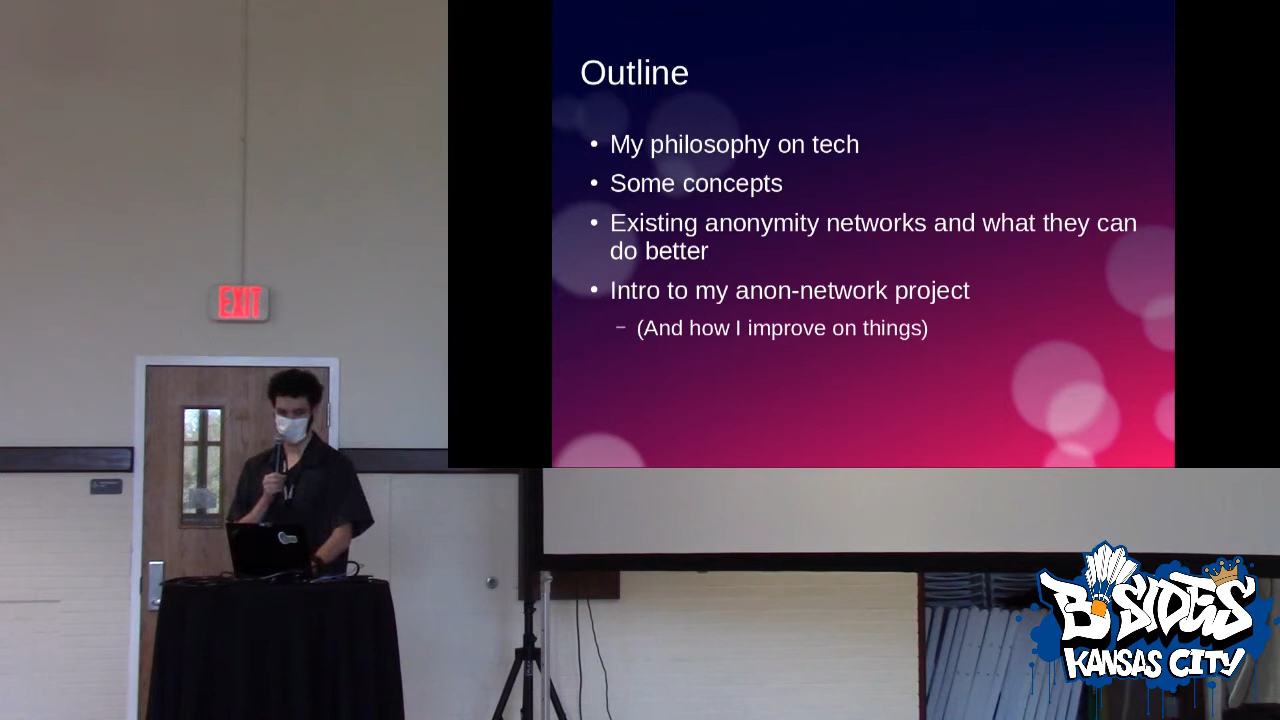 Outline
• My philosophy on tech
• Some concepts
• Existing anonymity networks and what they can
do better
• Intro to my anon-network project
– (And how I improve on things)
EXIT
B•SIDES
KANSAS CITY